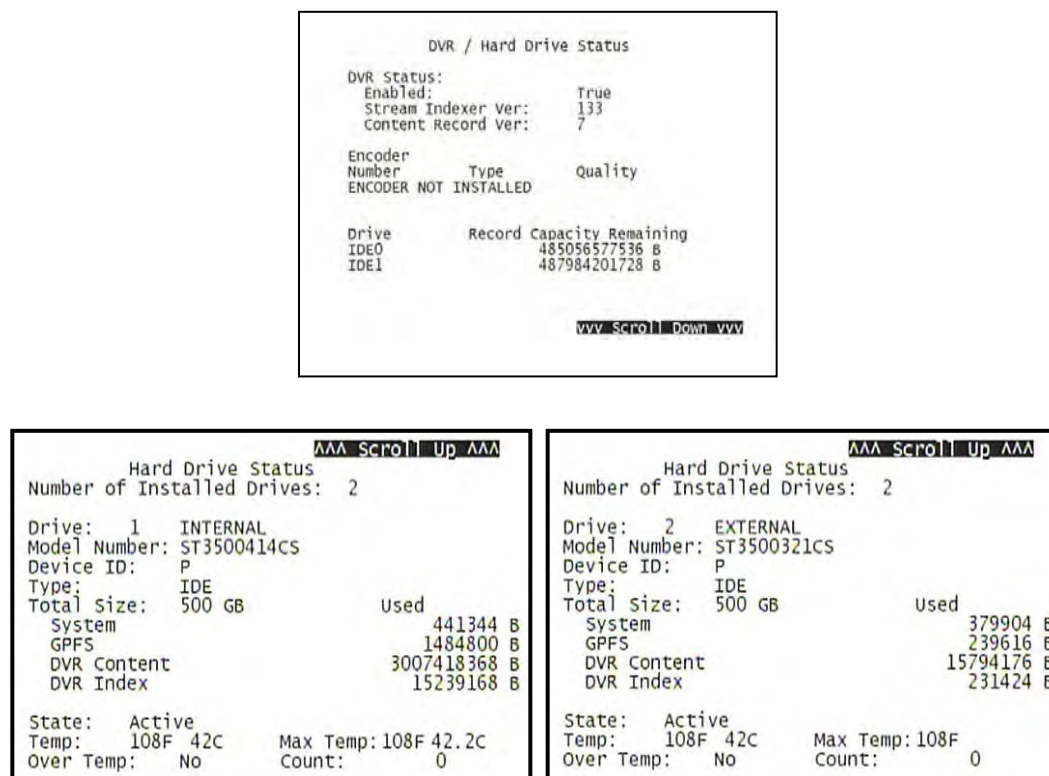 DVR / Hard Drive Status
DVR Status:
Enabled: True
Stream Indexer Ver: 133
Content Record Ver: 7
Encoder
Number Type Quality
ENCODER NOT INSTALLED
Drive Record Capacity Remaining
IDE0 485056577536 B
IDE1 487984201728 B
vvv Scroll Down vvv
ΛΛΛ Scroll Up ΛΛΛ
Hard Drive Status
Number of Installed Drives: 2
Drive: 1 INTERNAL
Model Number: ST3500414CS
Device ID: P
Type: IDE
Total Size: 500 GB Used
System 441344 B
GPFS 1484800 B
DVR Content 3007418368 B
DVR Index 15239168 B
State: Active
Temp: 108F 42C Max Temp: 108F 42.2C
Over Temp: No Count: 0
ΛΛΛ Scroll Up ΛΛΛ
Hard Drive Status
Number of Installed Drives: 2
Drive: 2 EXTERNAL
Model Number: ST3500321CS
Device ID: P
Type: IDE
Total Size: 500 GB Used
System 379904 B
GPFS 239616 B
DVR Content 15794176 B
DVR Index 231424 B
State: Active
Temp: 108F 42C Max Temp: 108F
Over Temp: No Count: 0